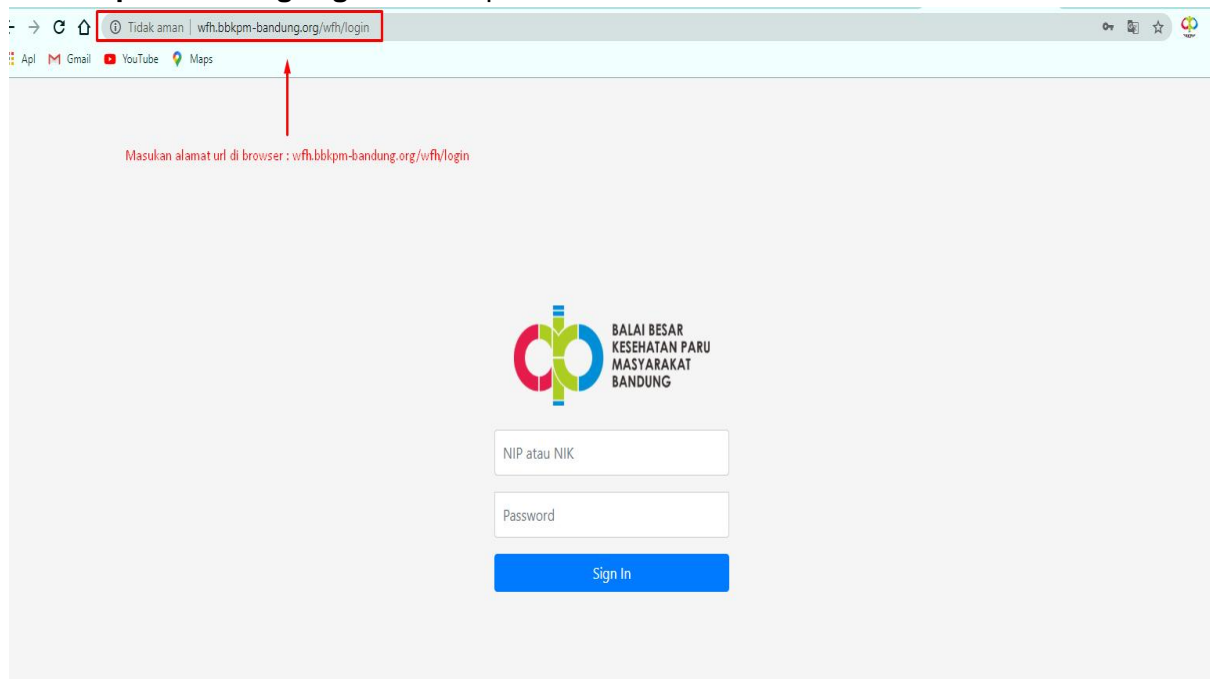 Tidak aman | wfh.bbkpm-bandung.org/wfh/login
Apl Gmail YouTube Maps
Masukan alamat url di browser : wfh.bbkpm-bandung.org/wfh/login
BALAI BESAR
KESEHATAN PARU
MASYARAKAT
BANDUNG
NIP atau NIK
Password
Sign In